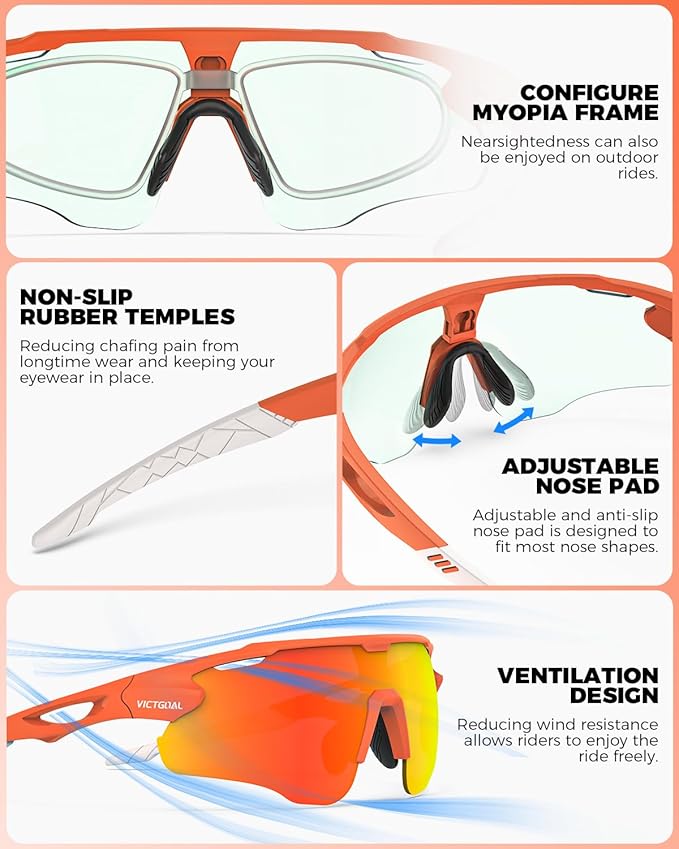 CONFIGURE
MYOPIA FRAME
Nearsightedness can also
be enjoyed on outdoor
rides.
NON-SLIP
RUBBER TEMPLES
Reducing chafing pain from
longtime wear and keeping your
eyewear in place.
ADJUSTABLE
NOSE PAD
Adjustable and anti-slip
nose pad is designed to
fit most nose shapes.
VICTGOAL
VENTILATION
DESIGN
Reducing wind resistance
allows riders to enjoy the
ride freely.